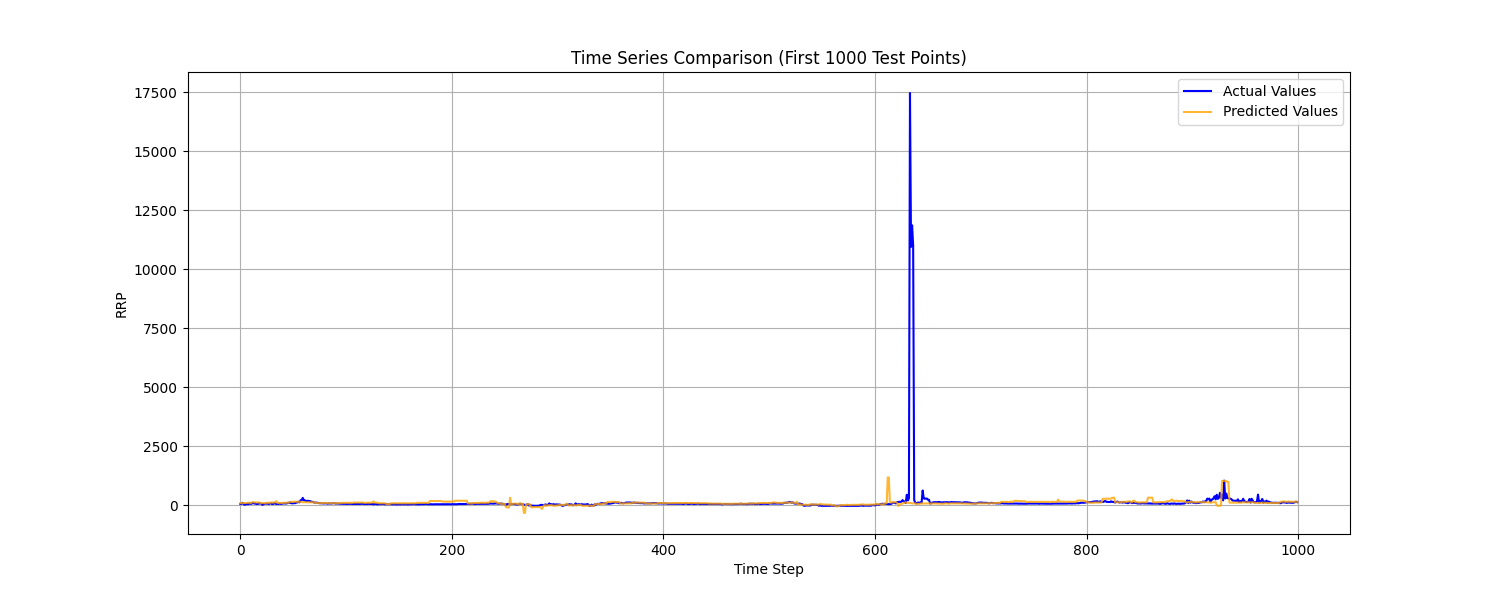 Time Series Comparison (First 1000 Test Points)
Actual Values
Predicted Values
RRP
17500
15000
12500
10000
7500
5000
2500
0
0 200 400 600 800 1000
Time Step